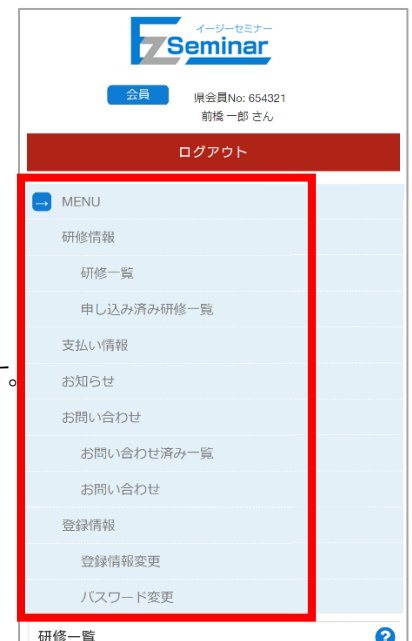 イージーセミナー
EZSeminar
会員
県会員No: 654321
前橋 一郎 さん
ログアウト
→ MENU
研修情報
研修一覧
申し込み済み研修一覧
支払い情報
す。
お知らせ
お問い合わせ
お問い合わせ済み一覧
お問い合わせ
登録情報
登録情報変更
パスワード変更
研修一覧 ?